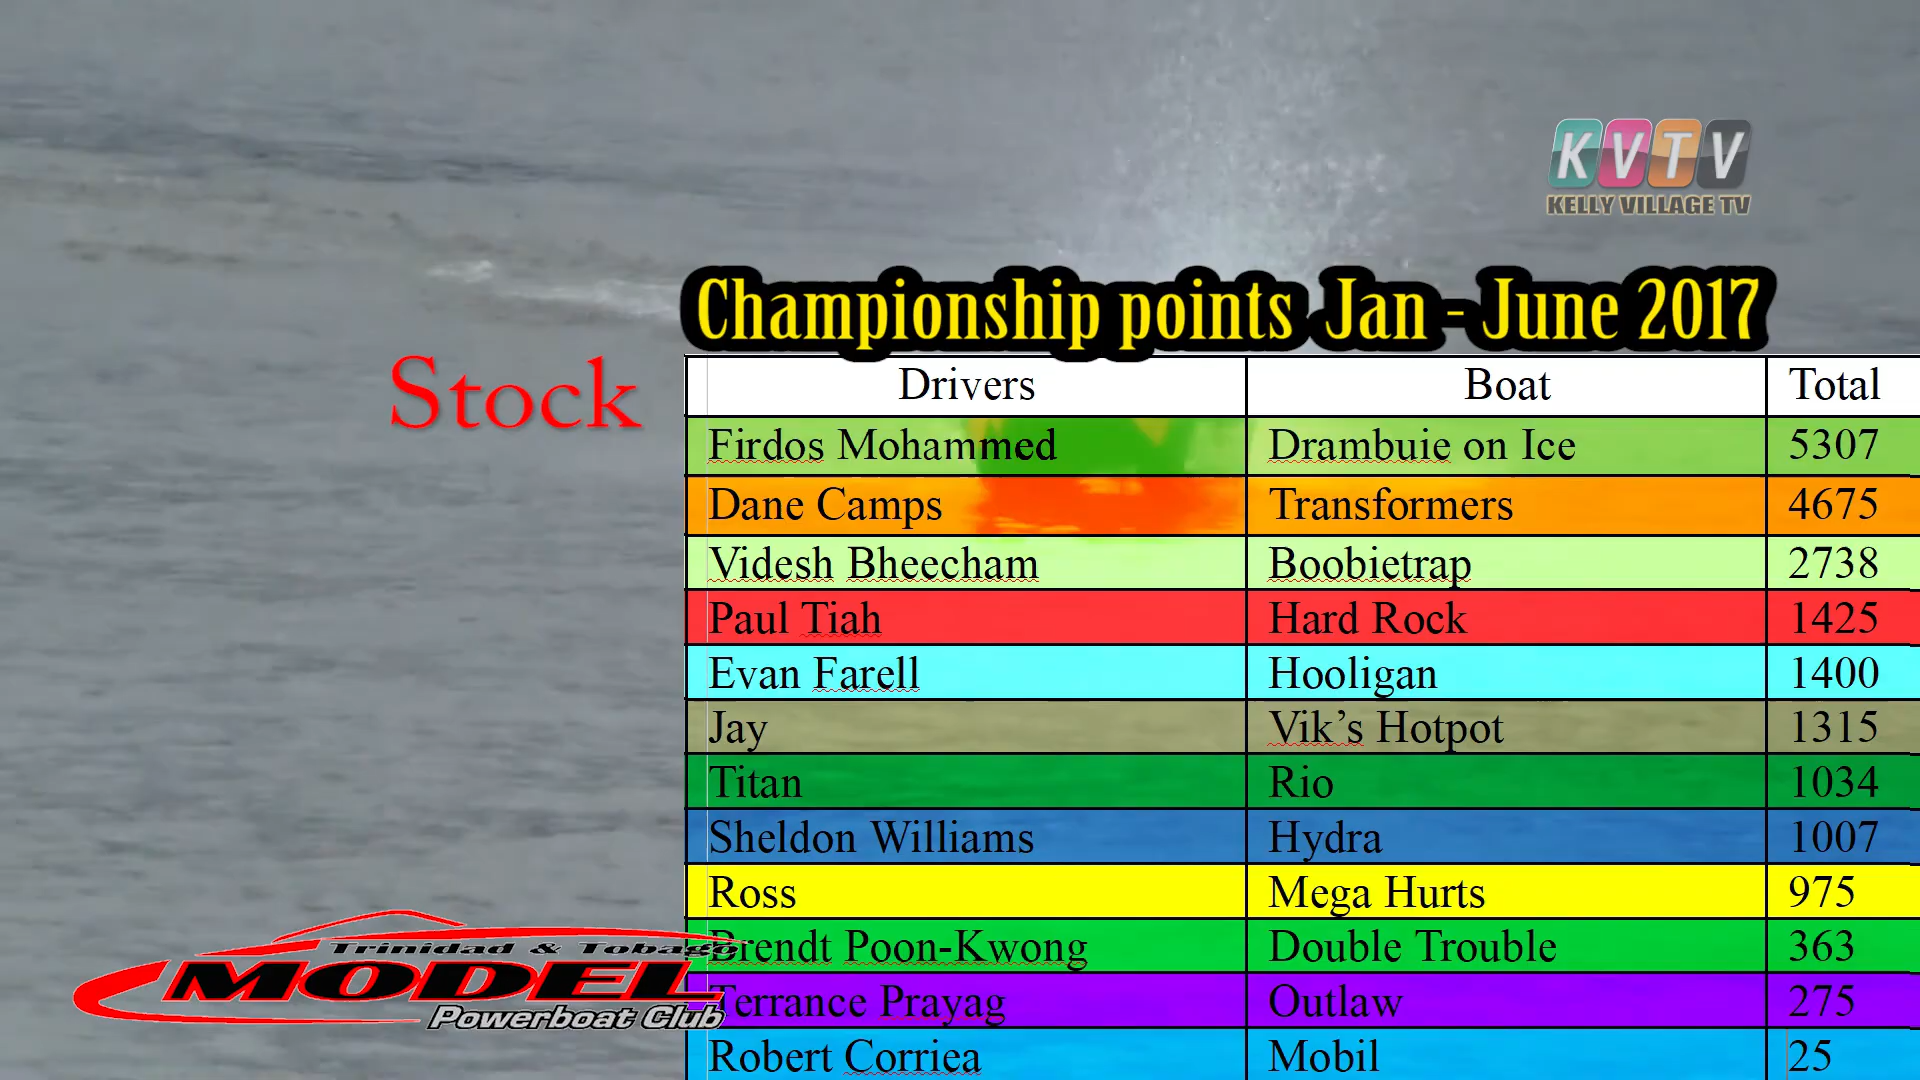 KVTV
KELLY VILLAGE TV
Championship points Jan - June 2017
Stock
Drivers Boat Total
Firdos Mohammed Drambuie on Ice 5307
Dane Camps Transformers 4675
Videsh Bheecham Boobietrap 2738
Paul Tiah Hard Rock 1425
Evan Farell Hooligan 1400
Jay Vik’s Hotpot 1315
Titan Rio 1034
Sheldon Williams Hydra 1007
Ross Mega Hurts 975
Brendt Poon-Kwong Double Trouble 363
Terrance Prayag Outlaw 275
Robert Corriea Mobil 25
Trinidad & Tobago
MODEL
Powerboat Club